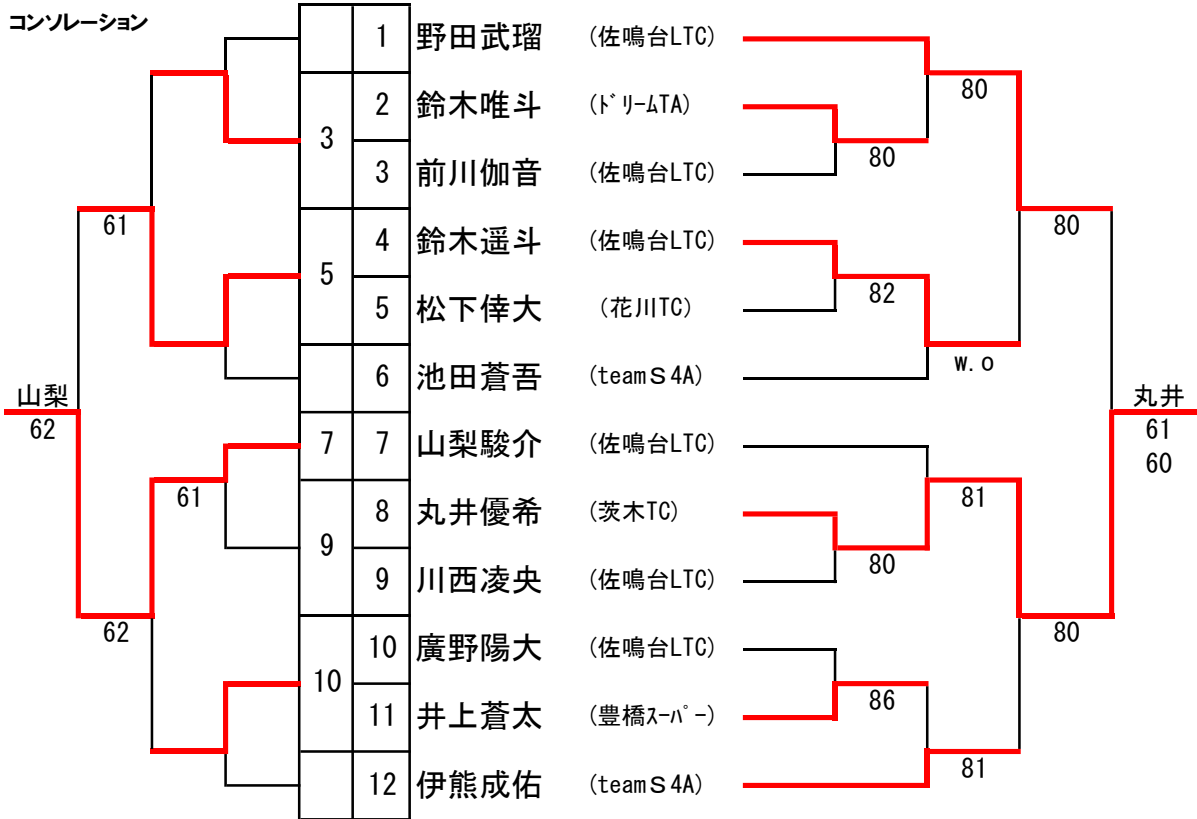 コンソレーション
1 野田武瑠 (佐鳴台LTC)
80
2 鈴木唯斗 (ドリームTA)
3
80
3 前川伽音 (佐鳴台LTC)
61
80
4 鈴木遥斗 (佐鳴台LTC)
5
82
5 松下倖大 (花川TC)
w.o
6 池田蒼吾 (teamS4A)
山梨
丸井
62
61
7 7 山梨駿介 (佐鳴台LTC)
60
61
81
8 丸井優希 (茨木TC)
9
80
9 川西凌央 (佐鳴台LTC)
62
80
10 廣野陽大 (佐鳴台LTC)
10
86
11 井上蒼太 (豊橋スーパー)
81
12 伊熊成佑 (teamS4A)